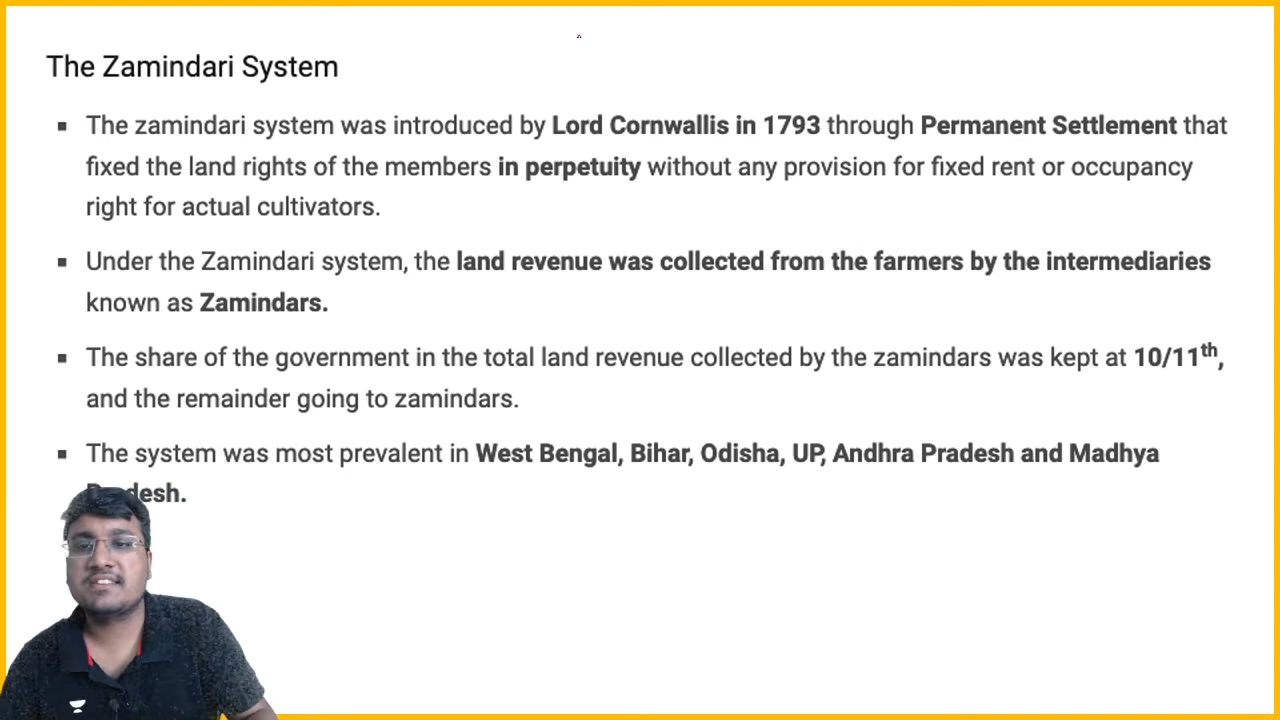 The Zamindari System
▪ The zamindari system was introduced by Lord Cornwallis in 1793 through Permanent Settlement that
fixed the land rights of the members in perpetuity without any provision for fixed rent or occupancy
right for actual cultivators.
▪ Under the Zamindari system, the land revenue was collected from the farmers by the intermediaries
known as Zamindars.
▪ The share of the government in the total land revenue collected by the zamindars was kept at 10/11th,
and the remainder going to zamindars.
▪ The system was most prevalent in West Bengal, Bihar, Odisha, UP, Andhra Pradesh and Madhya
Pradesh.